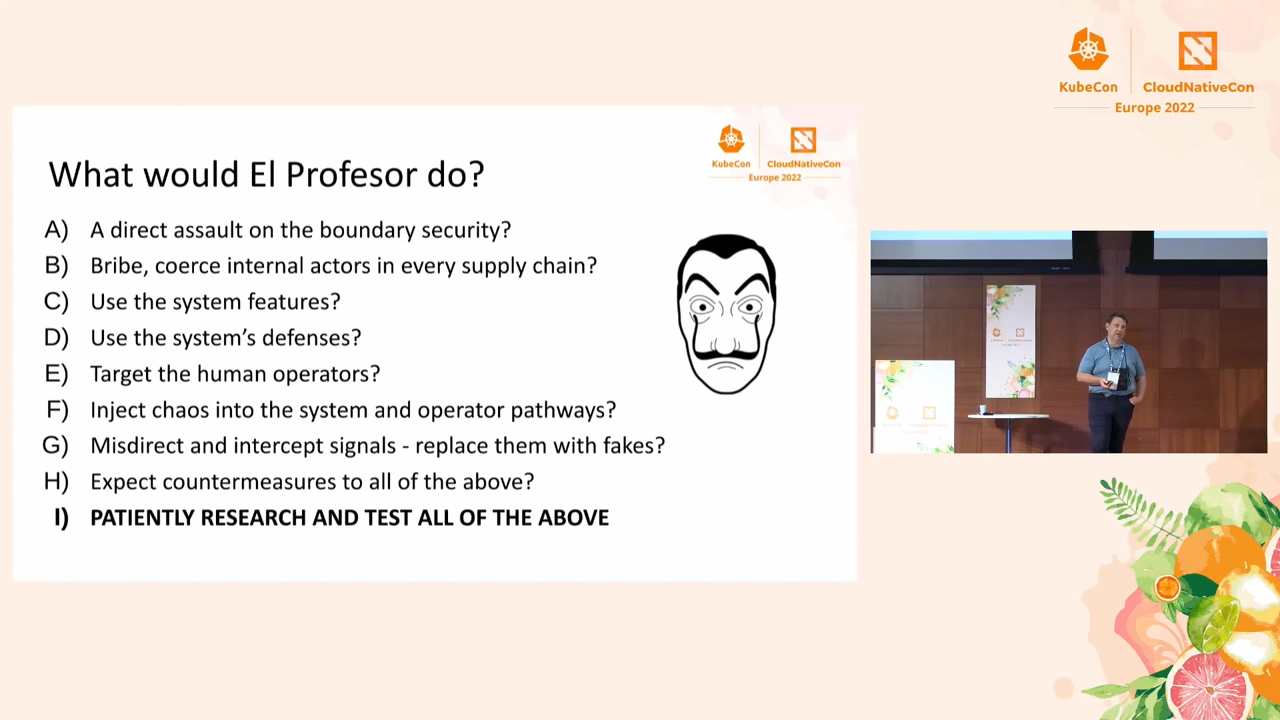 KubeCon
CloudNativeCon
Europe 2022
KubeCon
CloudNativeCon
Europe 2022
What would El Profesor do?
A) A direct assault on the boundary security?
B) Bribe, coerce internal actors in every supply chain?
C) Use the system features?
D) Use the system’s defenses?
E) Target the human operators?
F) Inject chaos into the system and operator pathways?
G) Misdirect and intercept signals - replace them with fakes?
H) Expect countermeasures to all of the above?
I) PATIENTLY RESEARCH AND TEST ALL OF THE ABOVE